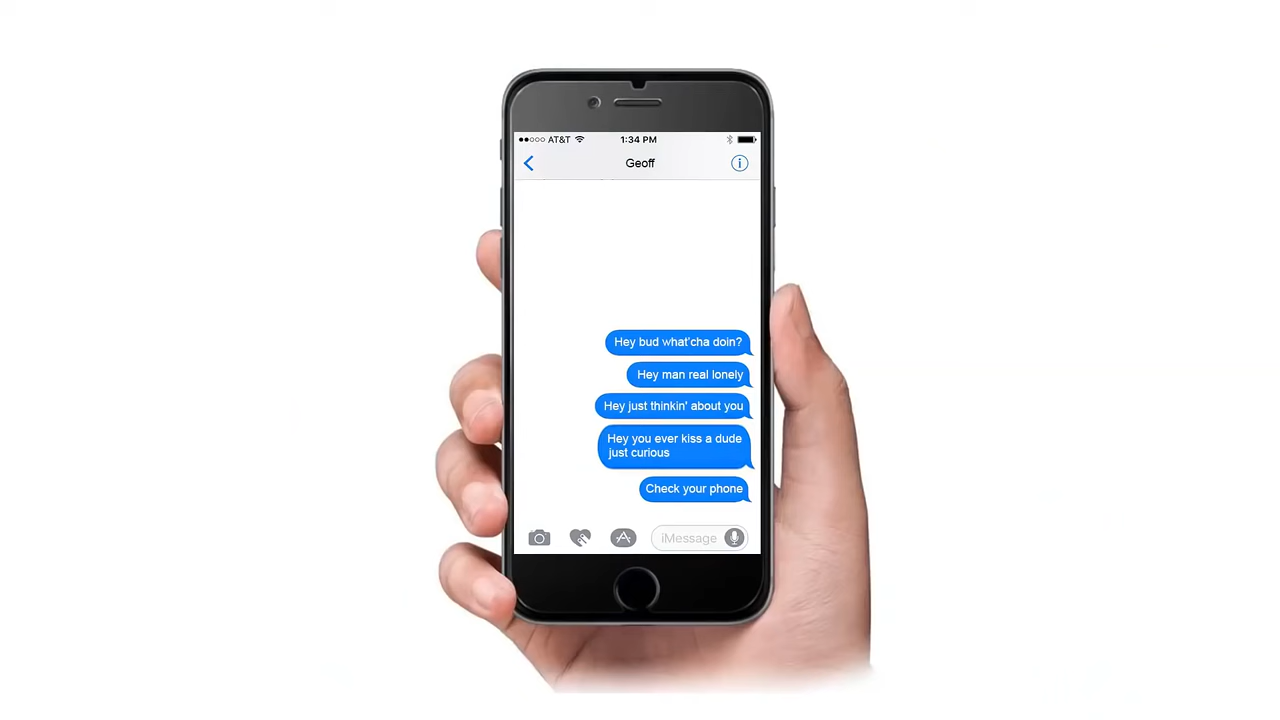 AT&T 1:34 PM
Geoff
Hey bud what'cha doin?
Hey man real lonely
Hey just thinkin' about you
Hey you ever kiss a dude
just curious
Check your phone
iMessage